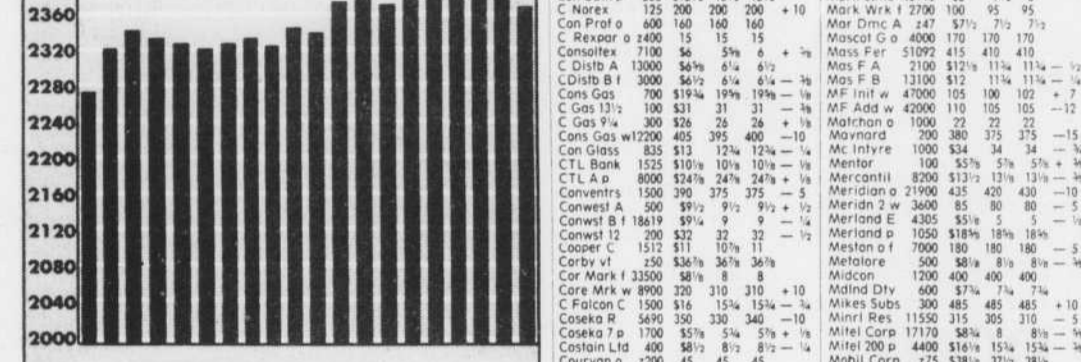 2360
2320
2280
2240
2200
2160
2120
2080
2040
2000
C Norex 125 200 200 200 + 10
Con Prof o 600 160 160 160
C Rexpar o z400 15 15 15
Consoltex 7100 $6 5⅞ 6 + ⅜
C Distb A 13000 $6⅝ 6¼ 6½
CDistb B f 3000 $6½ 6¼ 6¼ — ⅜
Cons Gas 700 $19¾ 19⅝ 19⅝ — ⅛
C Gas 13½ 100 $31 31 31 — ⅜
C Gas 9¼ 300 $26 26 26 + ⅛
Cons Gas w12200 405 395 400 —10
Con Glass 835 $13 12¾ 12¾ — ¼
CTL Bank 1525 $10⅛ 10⅛ 10⅛ — ⅛
CTL A p 8000 $24⅞ 24⅞ 24⅞ + ⅛
Conventrs 1500 390 375 375 — 5
Conwest A 500 $9½ 9½ 9½ + ½
Conwst B f 18619 $9¼ 9 9 — ¼
Conwst 12 200 $32 32 32 — ½
Cooper C 1512 $11 10⅞ 11
Corby vt z50 $36⅞ 36⅞ 36⅞
Cor Mark f 33500 $8⅛ 8 8
Core Mrk w 8900 320 310 310 + 10
C Falcon C 1500 $16 15¾ 15¾ — ¾
Coseka R 5690 350 330 340 —10
Coseka 7 p 1700 $5⅞ 5¾ 5⅞ + ⅛
Costain Ltd 400 $8½ 8½ 8½ — ¼
Courvan o z200 45 45 45
Mark Wrk f 2700 100 95 95
Mar Dmc A z47 $7½ 7½ 7½
Mascot G o 4000 170 170 170
Mass Fer 51092 415 410 410
Mas F A 2100 $12⅛ 11¾ 11¾ — ½
Mas F B 13100 $12 11¾ 11¾ — ¼
MF Init w 47000 105 100 102 + 7
MF Add w 42000 110 105 105 —12
Matchan o 1000 22 22 22
Maynard 200 380 375 375 —15
Mc Intyre 1000 $34 34 34 — ¾
Mentor 100 $5⅞ 5⅞ 5⅞ + ⅜
Mercantil 8200 $13½ 13⅛ 13⅛ — ⅜
Meridian o 21900 435 420 430 —10
Meridn 2 w 3600 85 80 80 — 5
Merland E 4305 $5⅛ 5 5 — ⅛
Merland p 1050 $18⅝ 18⅝ 18⅝
Meston o f 7000 180 180 180 — 5
Metalore 500 $8⅛ 8⅛ 8⅛ — ⅜
Midcon 1200 400 400 400
Mdlnd Dty 600 $7¾ 7¾ 7¾
Mikes Subs 300 485 485 485 + 10
Minrl Res 11550 315 305 310 — 5
Mitel Corp 17170 $8¾ 8 8⅛ — ⅜
Mitel 200 p 4400 $16⅛ 15¾ 15¾ — ⅜
Mobil Corp z75